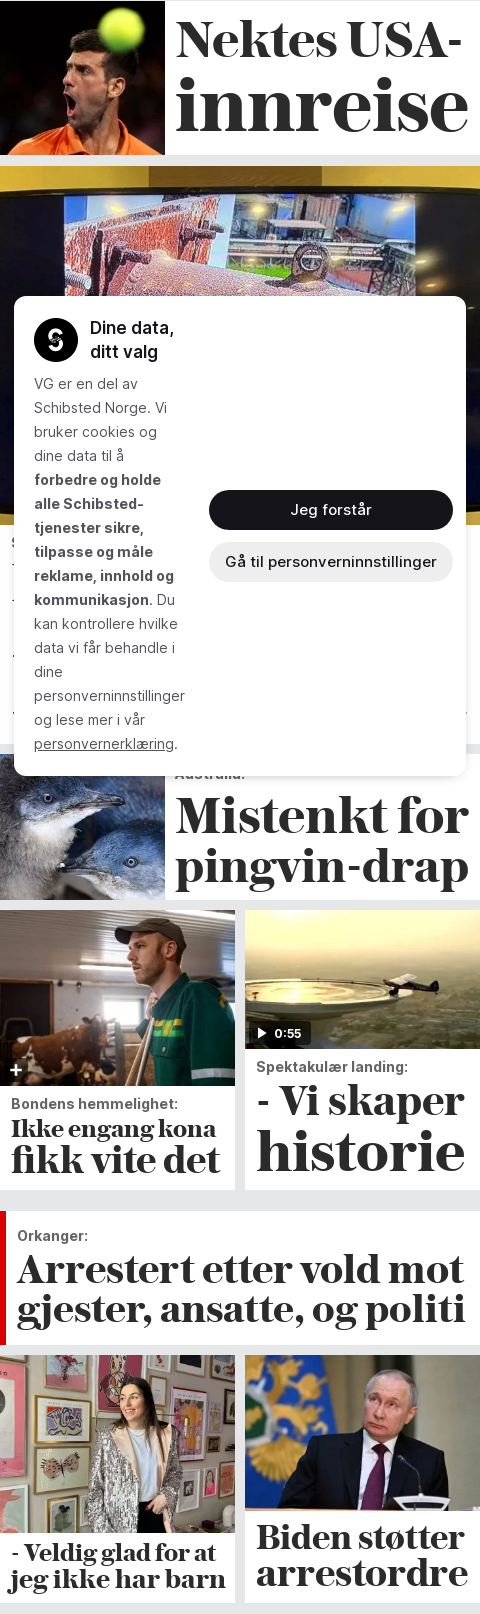 Nektes USA-
innreise
Dine data,
ditt valg
VG er en del av
Schibsted Norge. Vi
bruker cookies og
dine data til å
forbedre og holde
alle Schibsted-
tjenester sikre,
tilpasse og måle
reklame, innhold og
kommunikasjon. Du
kan kontrollere hvilke
data vi får behandle i
dine
personverninnstillinger
og lese mer i vår
personvernerklæring.
Jeg forstår
Gå til personverninnstillinger
Australia:
Mistenkt for
pingvin-drap
Bondens hemmelighet:
Ikke engang kona
fikk vite det
0:55
Spektakulær landing:
- Vi skaper
historie
Orkanger:
Arrestert etter vold mot
gjester, ansatte, og politi
- Veldig glad for at
jeg ikke har barn
Biden støtter
arrestordre